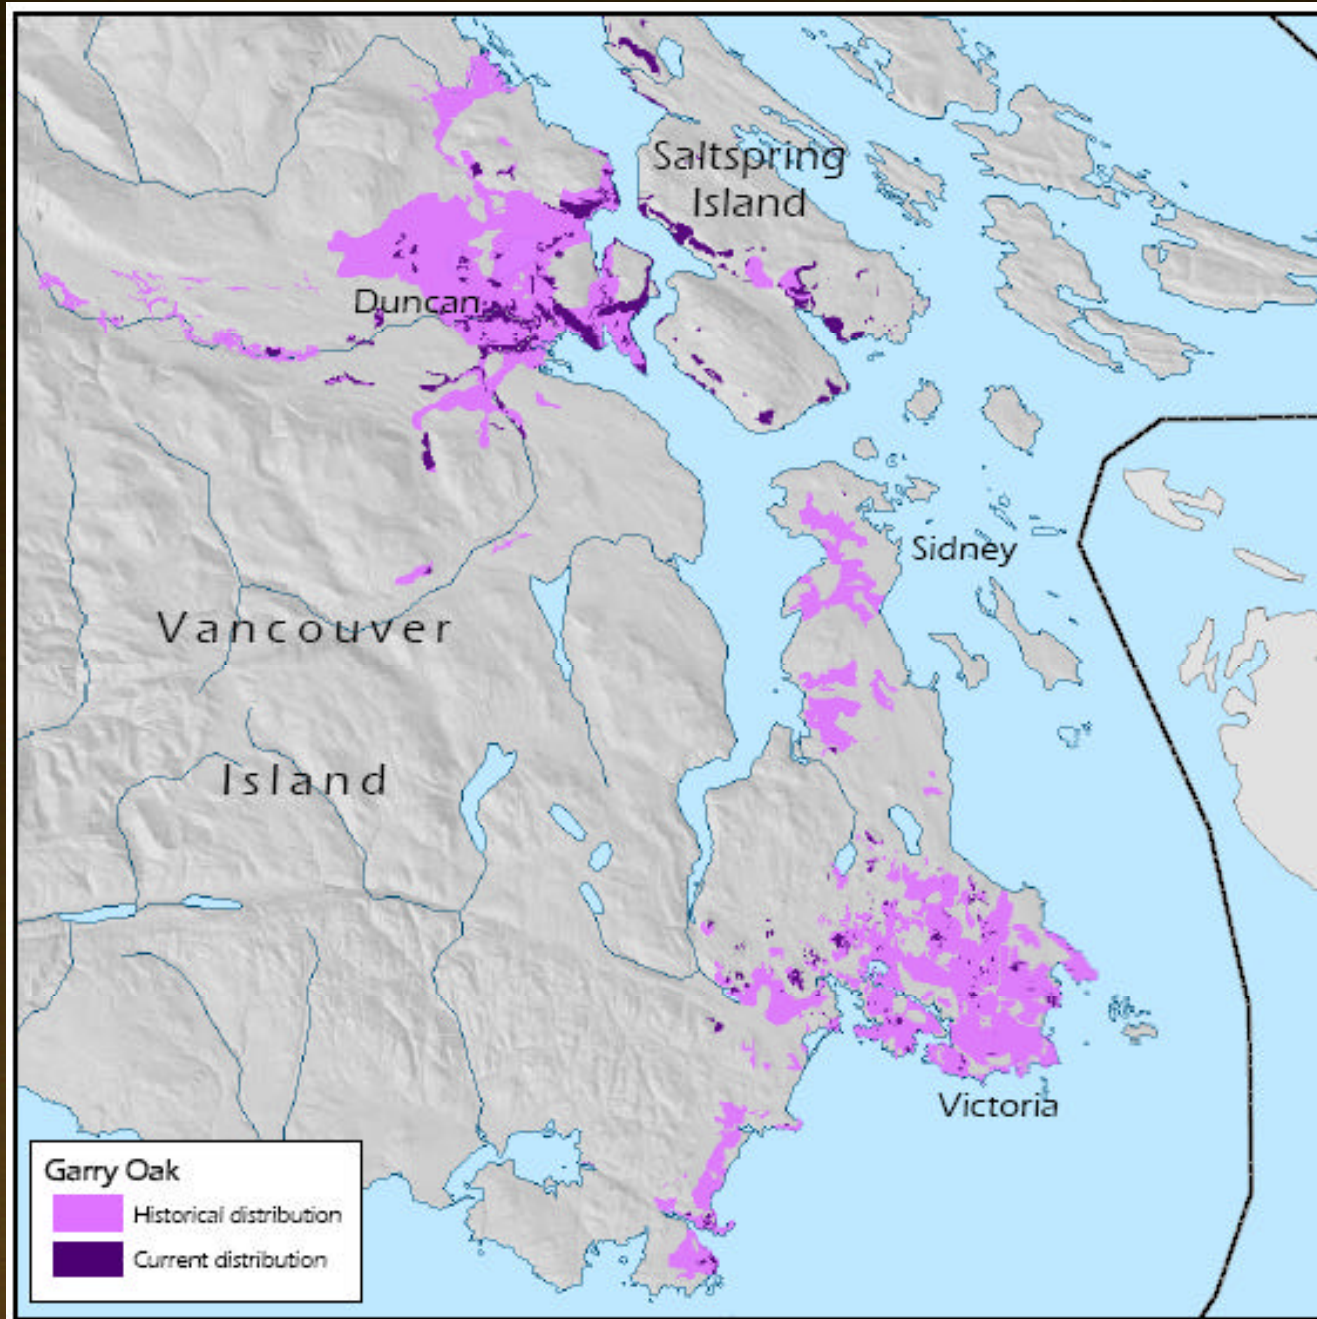 Saltspring
Island
Duncan
Sidney
Vancouver
Island
Victoria
Garry Oak
Historical distribution
Current distribution